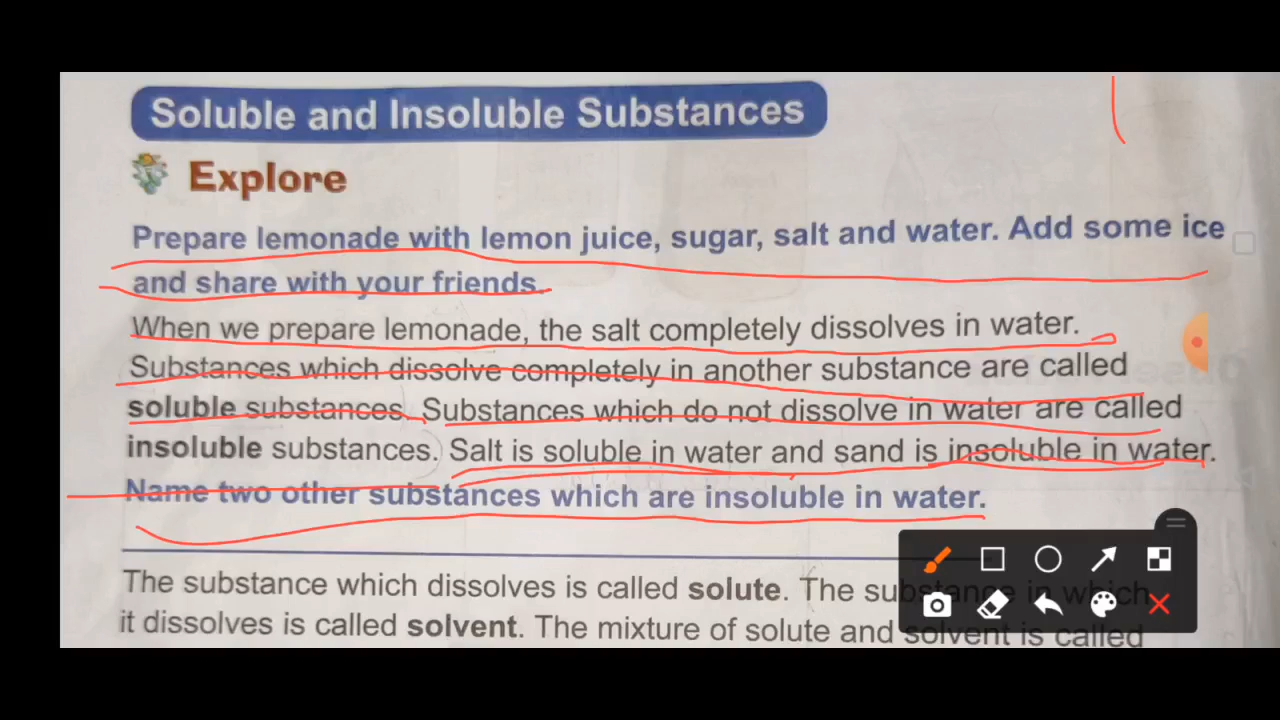 Soluble and Insoluble Substances
Explore
Prepare lemonade with lemon juice, sugar, salt and water. Add some ice
and share with your friends.
When we prepare lemonade, the salt completely dissolves in water.
Substances which dissolve completely in another substance are called
soluble substances. Substances which do not dissolve in water are called
insoluble substances. Salt is soluble in water and sand is insoluble in water.
Name two other substances which are insoluble in water.
The substance which dissolves is called solute. The substance in which
it dissolves is called solvent. The mixture of solute and solvent is called